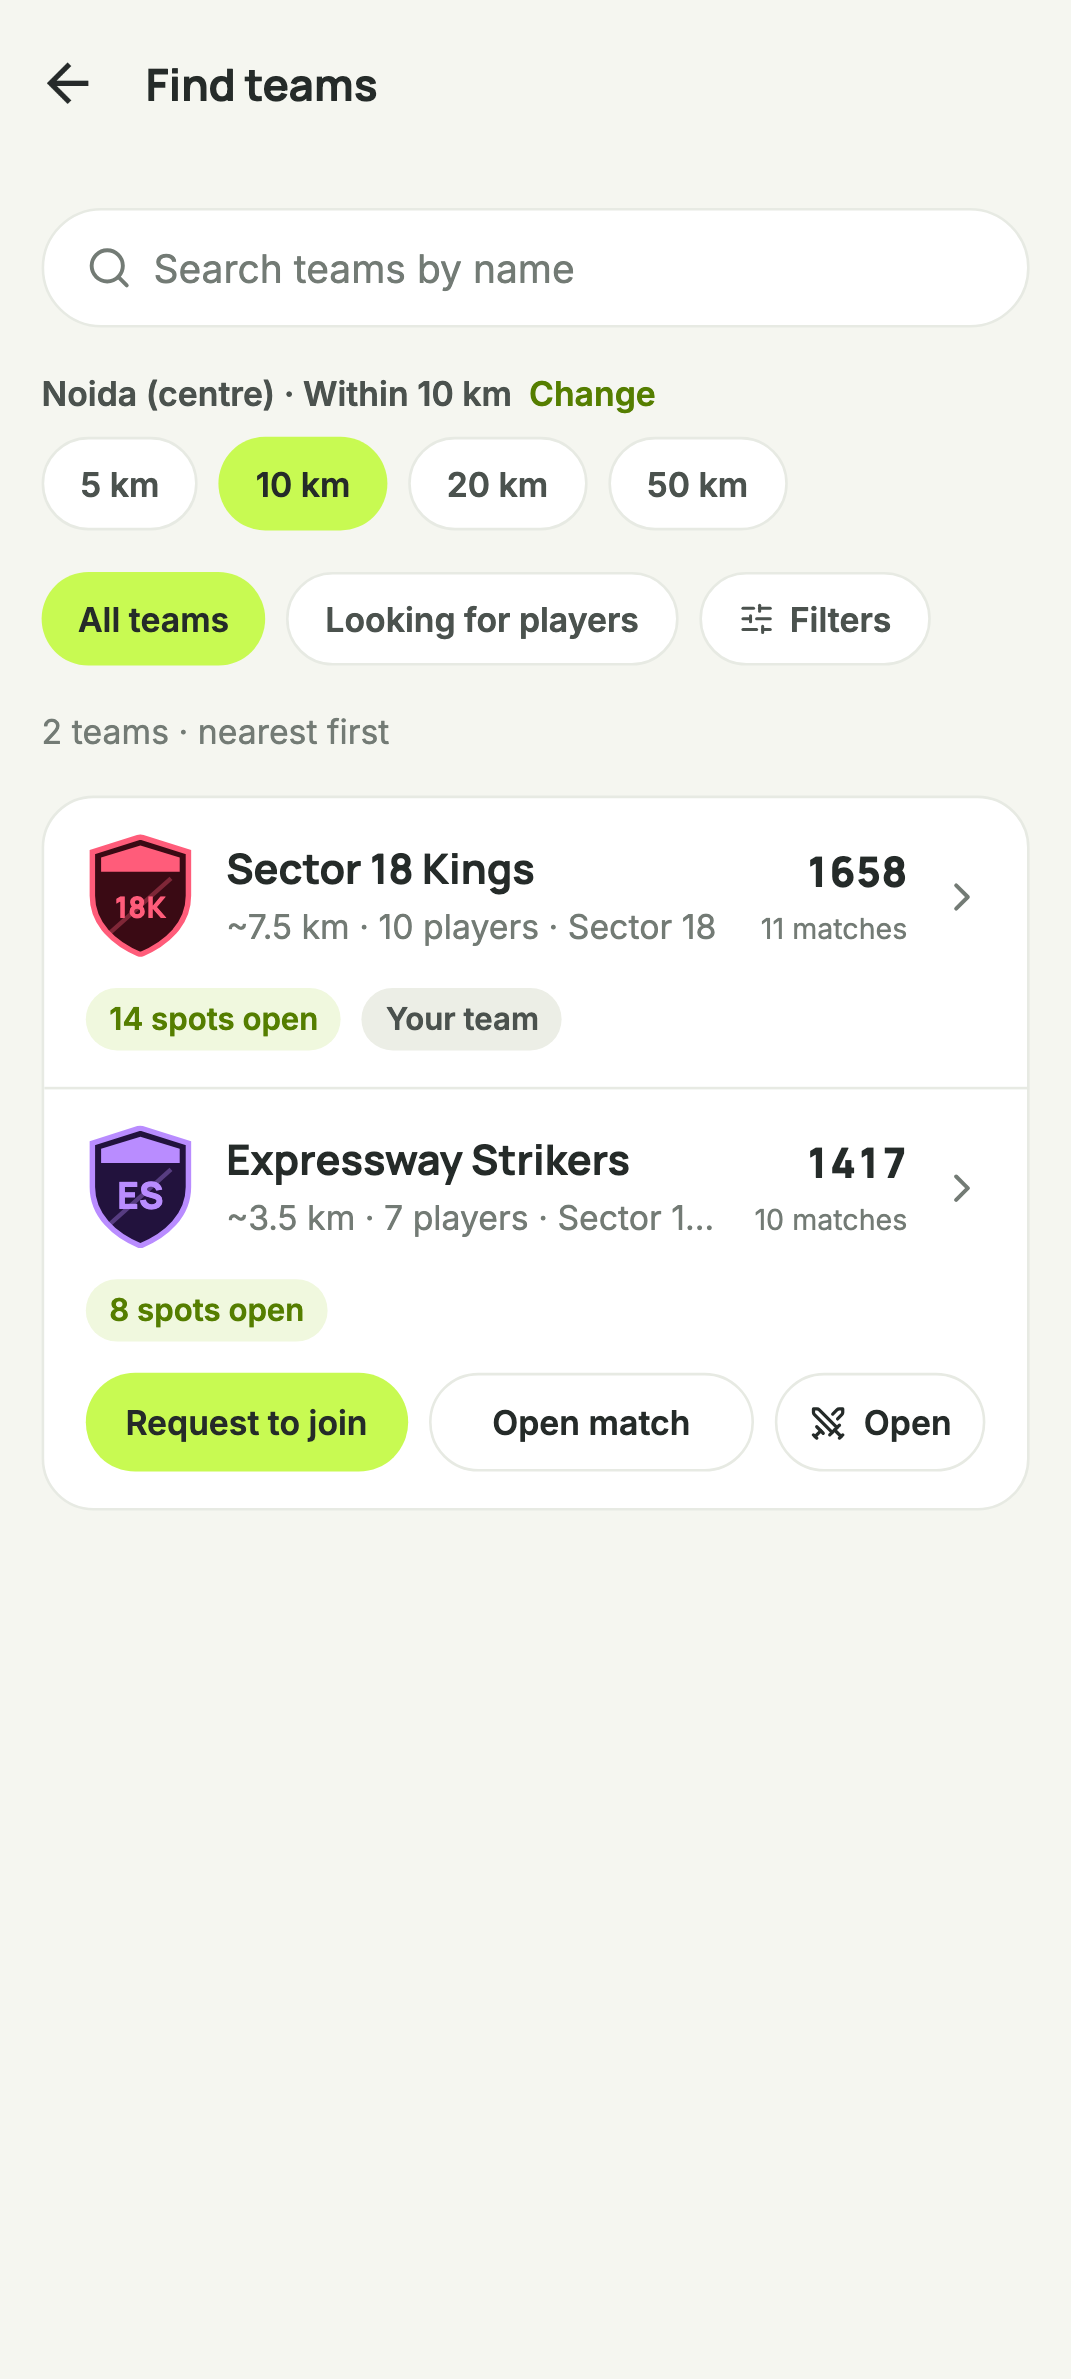 Find teams
Search teams by name
Noida (centre) · Within 10 km Change
5 km 10 km 20 km 50 km
All teams Looking for players Filters
2 teams · nearest first
18K
Sector 18 Kings 1658
~7.5 km · 10 players · Sector 18 11 matches
14 spots open Your team
ES
Expressway Strikers 1417
~3.5 km · 7 players · Sector 1... 10 matches
8 spots open
Request to join Open match Open